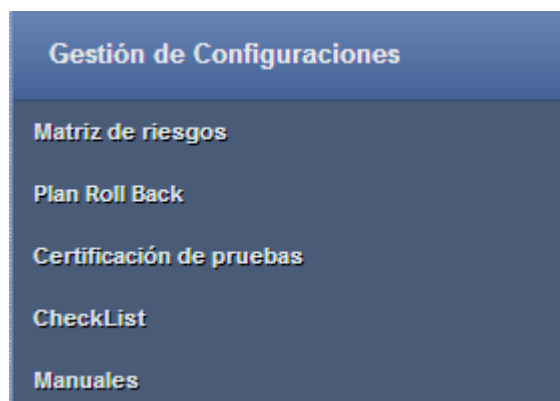 Gestión de Configuraciones
Matriz de riesgos
Plan Roll Back
Certificación de pruebas
CheckList
Manuales